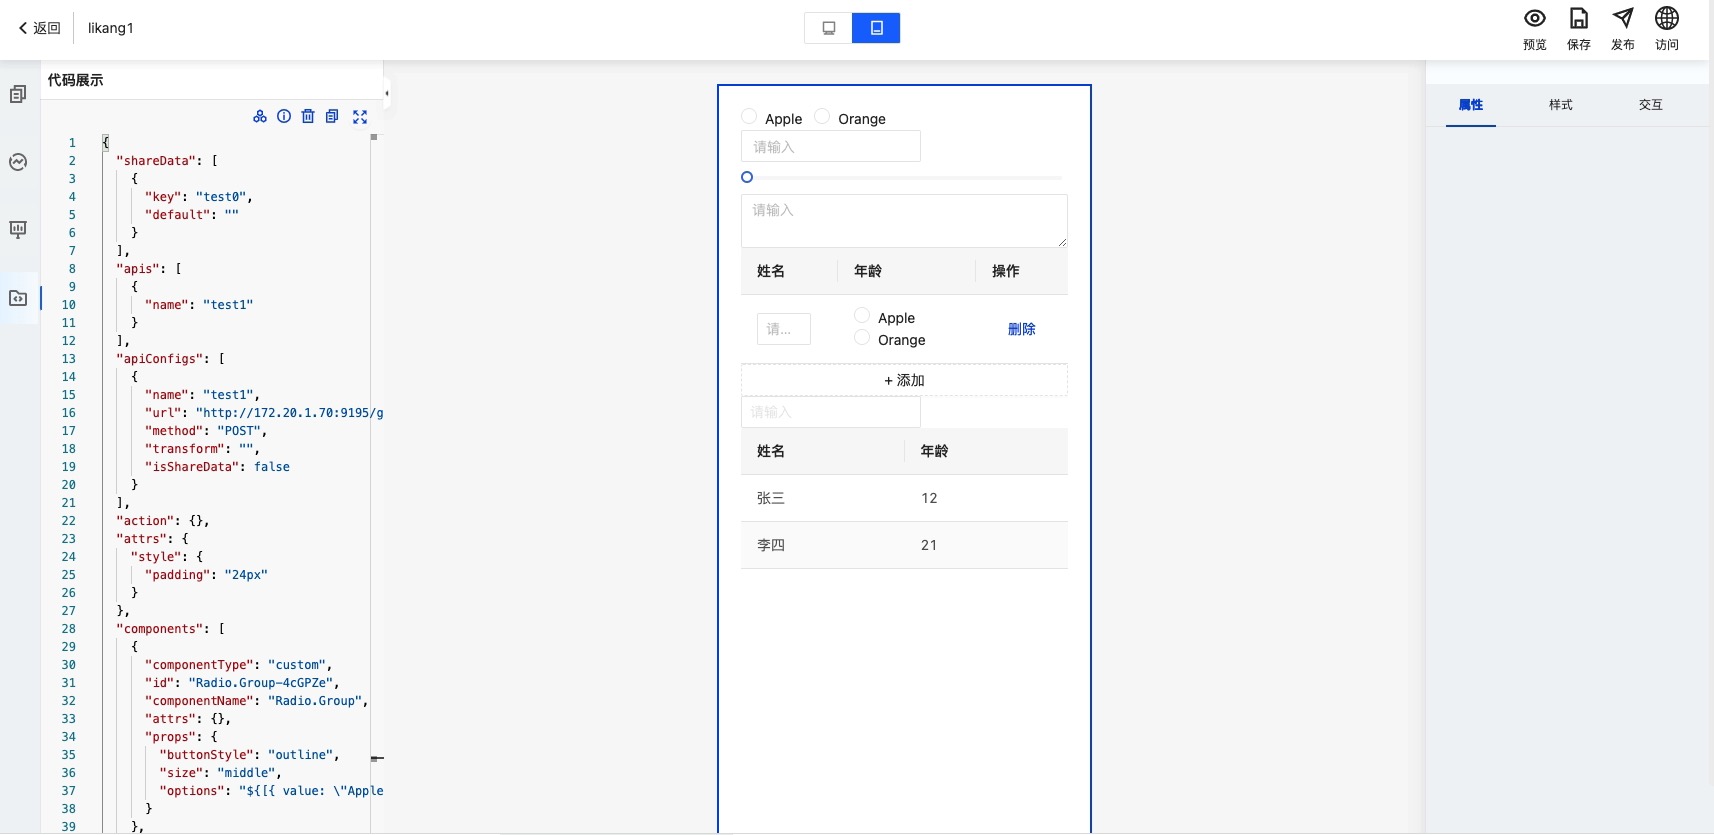 返回
likang1
预览
保存
发布
访问
代码展示
1 {
2 "shareData": [
3 {
4 "key": "test0",
5 "default": ""
6 }
7 ],
8 "apis": [
9 {
10 "name": "test1"
11 }
12 ],
13 "apiConfigs": [
14 {
15 "name": "test1",
16 "url": "http://172.20.1.70:9195/g
17 "method": "POST",
18 "transform": "",
19 "isShareData": false
20 }
21 ],
22 "action": {},
23 "attrs": {
24 "style": {
25 "padding": "24px"
26 }
27 },
28 "components": [
29 {
30 "componentType": "custom",
31 "id": "Radio.Group-4cGPZe",
32 "componentName": "Radio.Group",
33 "attrs": {},
34 "props": {
35 "buttonStyle": "outline",
36 "size": "middle",
37 "options": "${[{ value: \"Apple
38 }
39 },
Apple Orange
请输入
请输入
姓名 年龄 操作
请... Apple
Orange
删除
+ 添加
请输入
姓名 年龄
张三 12
李四 21
属性 样式 交互